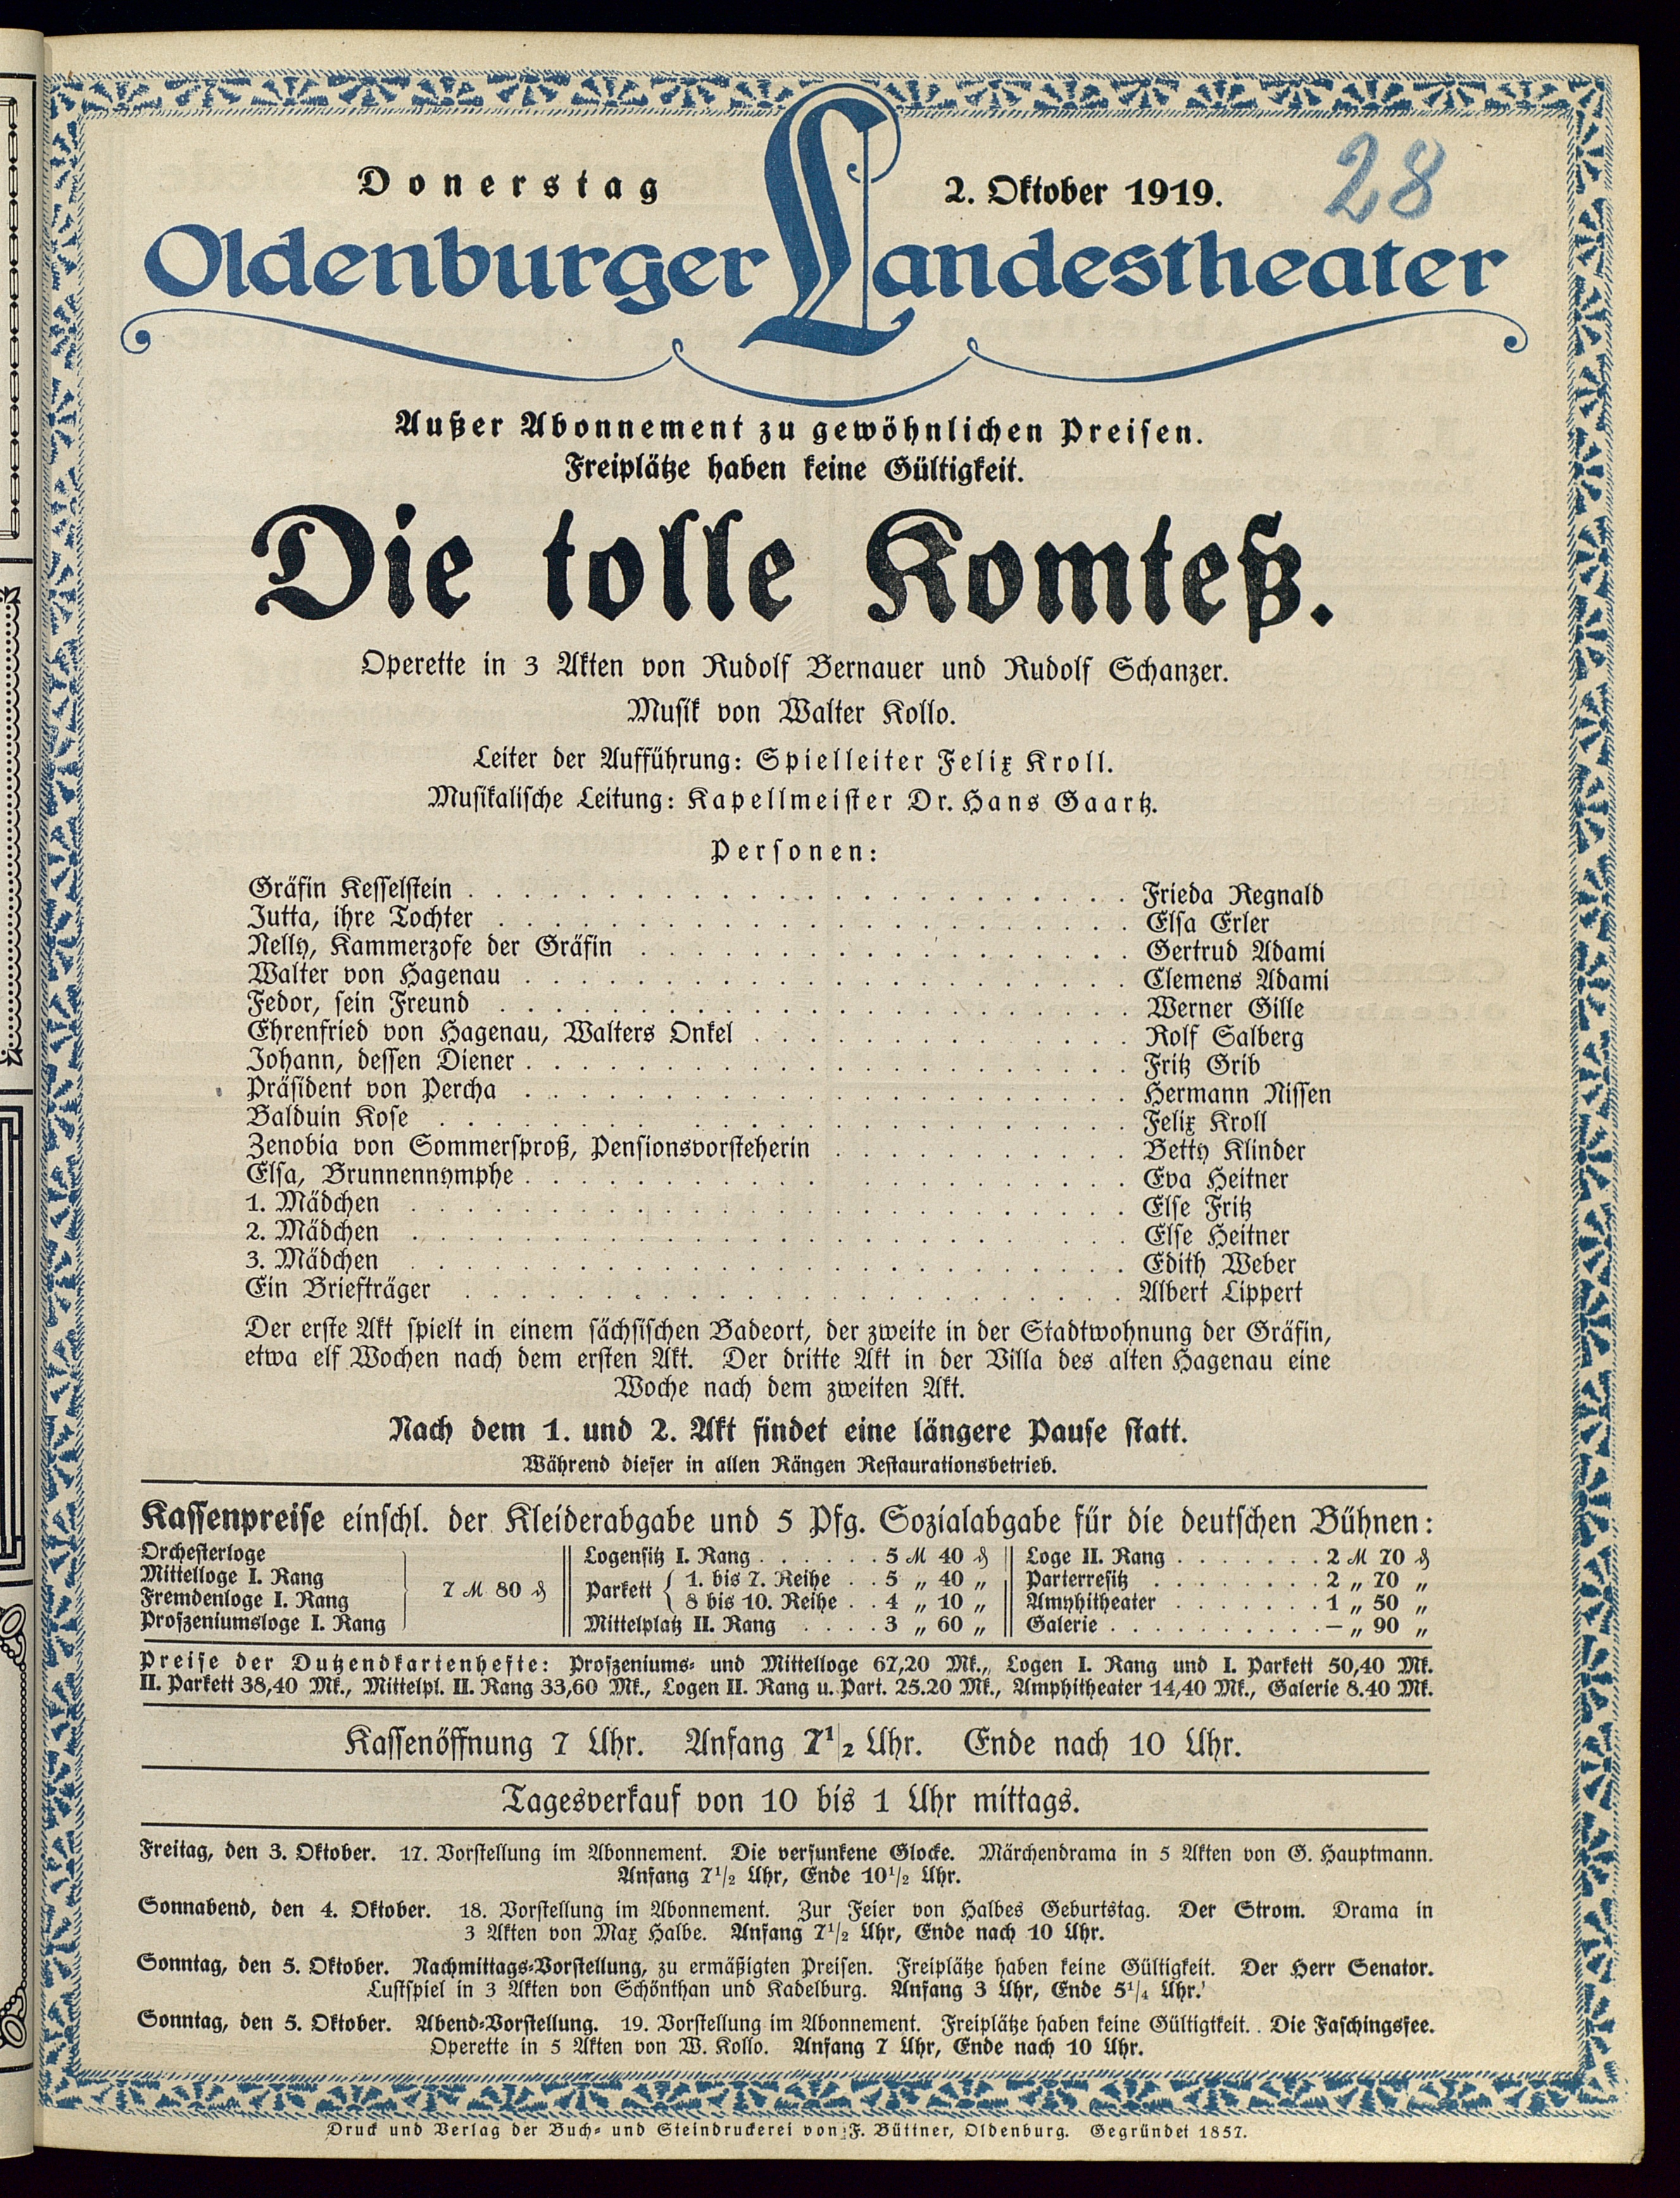 Donerstag 2. Oktober 1919. 28
Oldenburger Landestheater
Außer Abonnement zu gewöhnlichen Preisen.
Freiplätze haben keine Gültigkeit.
Die tolle Komteß.
Operette in 3 Akten von Rudolf Bernauer und Rudolf Schanzer.
Musik von Walter Kollo.
Leiter der Aufführung: Spielleiter Felix Kroll.
Musikalische Leitung: Kapellmeister Dr. Hans Gaartz.
Personen:
Gräfin Kesselstein . . . . . . . . Frieda Regnald
Jutta, ihre Tochter . . . . . . . . Elsa Erler
Nelly, Kammerzofe der Gräfin . . . . . . . . Gertrud Adami
Walter von Hagenau . . . . . . . . Clemens Adami
Fedor, sein Freund . . . . . . . . Werner Gille
Ehrenfried von Hagenau, Walters Onkel . . . . . . . . Rolf Salberg
Johann, dessen Diener . . . . . . . . Fritz Grib
Präsident von Percha . . . . . . . . Hermann Nissen
Balduin Kose . . . . . . . . Felix Kroll
Zenobia von Sommersproß, Pensionsvorsteherin . . . . . . . . Betty Klinder
Elsa, Brunnennymphe . . . . . . . . Eva Heitner
1. Mädchen . . . . . . . . Else Fritz
2. Mädchen . . . . . . . . Else Heitner
3. Mädchen . . . . . . . . Edith Weber
Ein Briefträger . . . . . . . . Albert Lippert
Der erste Akt spielt in einem sächsischen Badeort, der zweite in der Stadtwohnung der Gräfin,
etwa elf Wochen nach dem ersten Akt. Der dritte Akt in der Villa des alten Hagenau eine
Woche nach dem zweiten Akt.
Nach dem 1. und 2. Akt findet eine längere Pause statt.
Während dieser in allen Rängen Restaurationsbetrieb.
Kassenpreise einschl. der Kleiderabgabe und 5 Pfg. Sozialabgabe für die deutschen Bühnen:
Orchesterloge
Mittelloge I. Rang
Fremdenloge I. Rang
Proszeniumsloge I. Rang
7 ℳ 80 ₰
Logensitz I. Rang . . . . . . 5 ℳ 40 ₰
Parkett { 1. bis 7. Reihe . . 5 „ 40 „
8 bis 10. Reihe . . 4 „ 10 „
Mittelplatz II. Rang . . . . 3 „ 60 „
Loge II. Rang . . . . . . . 2 ℳ 70 ₰
Parterresitz . . . . . . . . 2 „ 70 „
Amphitheater . . . . . . . 1 „ 50 „
Galerie . . . . . . . . . . — „ 90 „
Preise der Dutzendkartenhefte: Proszeniums- und Mittelloge 67,20 Mk., Logen I. Rang und I. Parkett 50,40 Mk.
II. Parkett 38,40 Mk., Mittelpl. II. Rang 33,60 Mk., Logen II. Rang u. Part. 25.20 Mk., Amphitheater 14,40 Mk., Galerie 8.40 Mk.
Kassenöffnung 7 Uhr. Anfang 7 1/2 Uhr. Ende nach 10 Uhr.
Tagesverkauf von 10 bis 1 Uhr mittags.
Freitag, den 3. Oktober. 17. Vorstellung im Abonnement. Die versunkene Glocke. Märchendrama in 5 Akten von G. Hauptmann.
Anfang 7 1/2 Uhr, Ende 10 1/2 Uhr.
Sonnabend, den 4. Oktober. 18. Vorstellung im Abonnement. Zur Feier von Halbes Geburtstag. Der Strom. Drama in
3 Akten von Max Halbe. Anfang 7 1/2 Uhr, Ende nach 10 Uhr.
Sonntag, den 5. Oktober. Nachmittags-Vorstellung, zu ermäßigten Preisen. Freiplätze haben keine Gültigkeit. Der Herr Senator.
Lustspiel in 3 Akten von Schönthan und Kadelburg. Anfang 3 Uhr, Ende 5 1/4 Uhr.
Sonntag, den 5. Oktober. Abend-Vorstellung. 19. Vorstellung im Abonnement. Freiplätze haben keine Gültigkeit. . Die Faschingsfee.
Operette in 5 Akten von W. Kollo. Anfang 7 Uhr, Ende nach 10 Uhr.
Druck und Verlag der Buch- und Steindruckerei von F. Büttner, Oldenburg. Gegründet 1857.